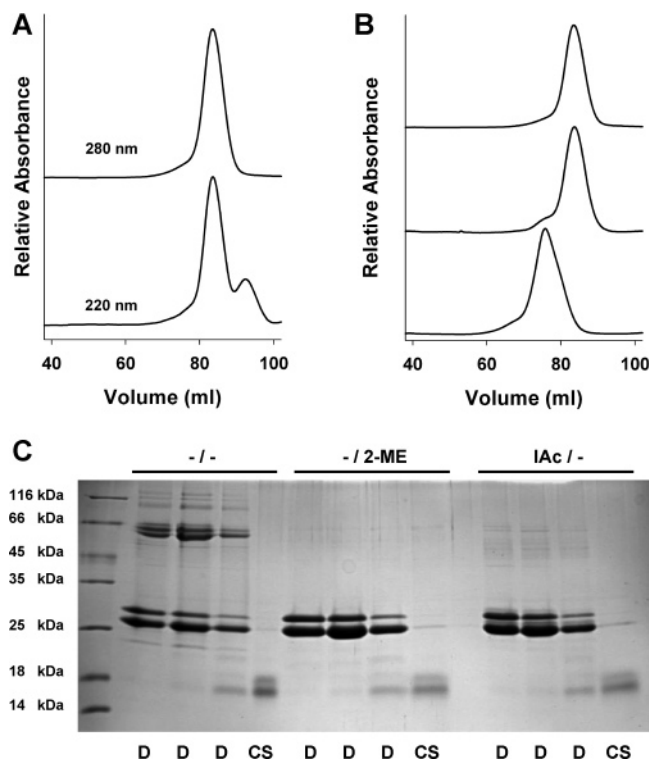 A
B
Relative Absorbance
280 nm
220 nm
40 60 80 100
Volume (ml)
Relative Absorbance
40 60 80 100
Volume (ml)
C
- / - - / 2-ME IAc / -
116 kDa
66 kDa
45 kDa
35 kDa
25 kDa
18 kDa
14 kDa
D D D CS D D D CS D D D CS